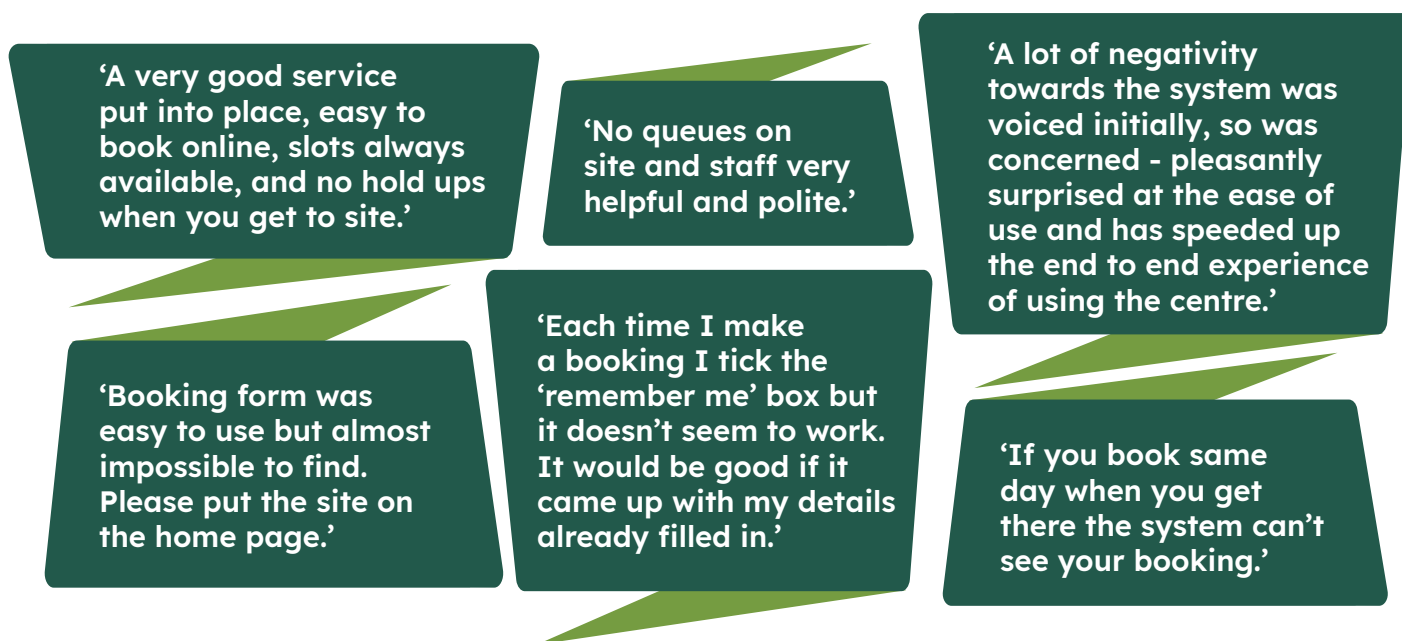 ‘A very good service
put into place, easy to
book online, slots always
available, and no hold ups
when you get to site.’
‘No queues on
site and staff very
helpful and polite.’
‘A lot of negativity
towards the system was
voiced initially, so was
concerned - pleasantly
surprised at the ease of
use and has speeded up
the end to end experience
of using the centre.’
‘Booking form was
easy to use but almost
impossible to find.
Please put the site on
the home page.’
‘Each time I make
a booking I tick the
‘remember me’ box but
it doesn’t seem to work.
It would be good if it
came up with my details
already filled in.’
‘If you book same
day when you get
there the system can’t
see your booking.’